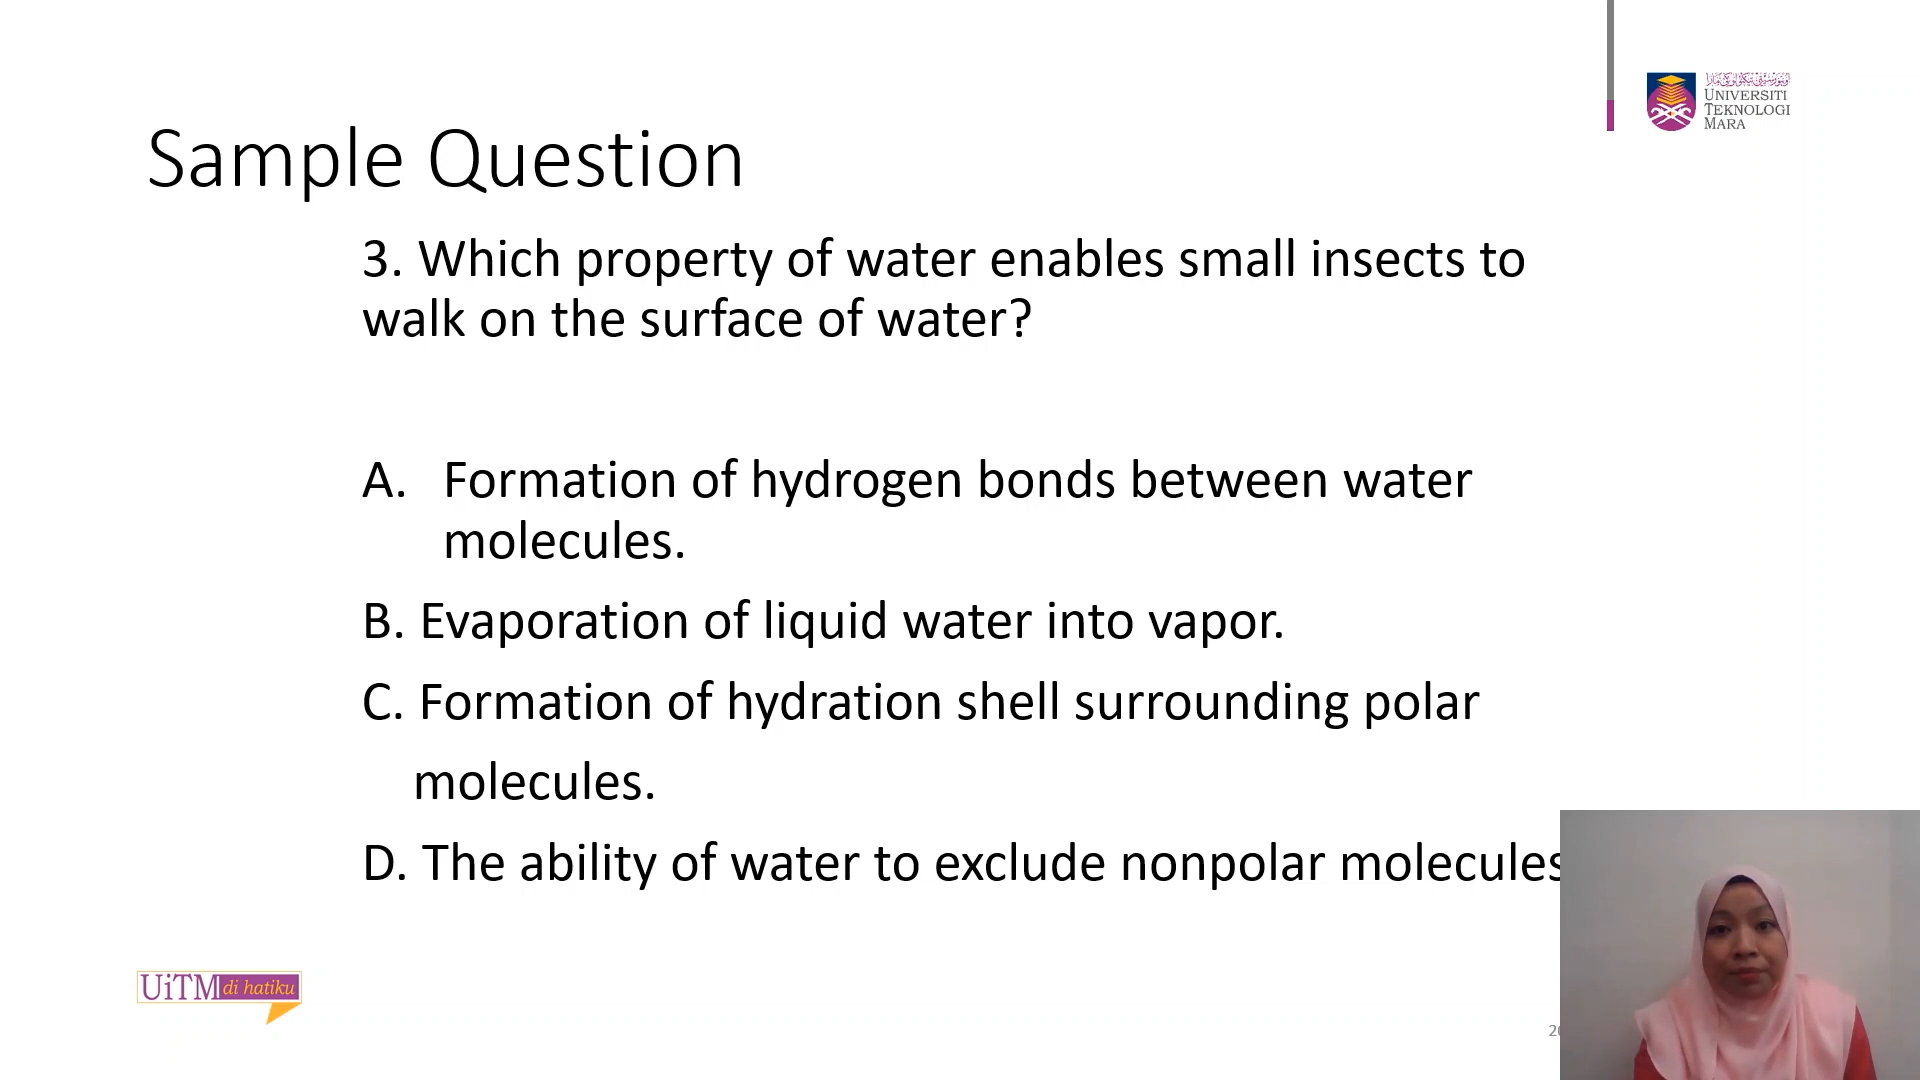 UNIVERSITI
TEKNOLOGI
MARA
Sample Question
3. Which property of water enables small insects to
walk on the surface of water?
A. Formation of hydrogen bonds between water
molecules.
B. Evaporation of liquid water into vapor.
C. Formation of hydration shell surrounding polar
molecules.
D. The ability of water to exclude nonpolar molecules
UiTM di hatiku